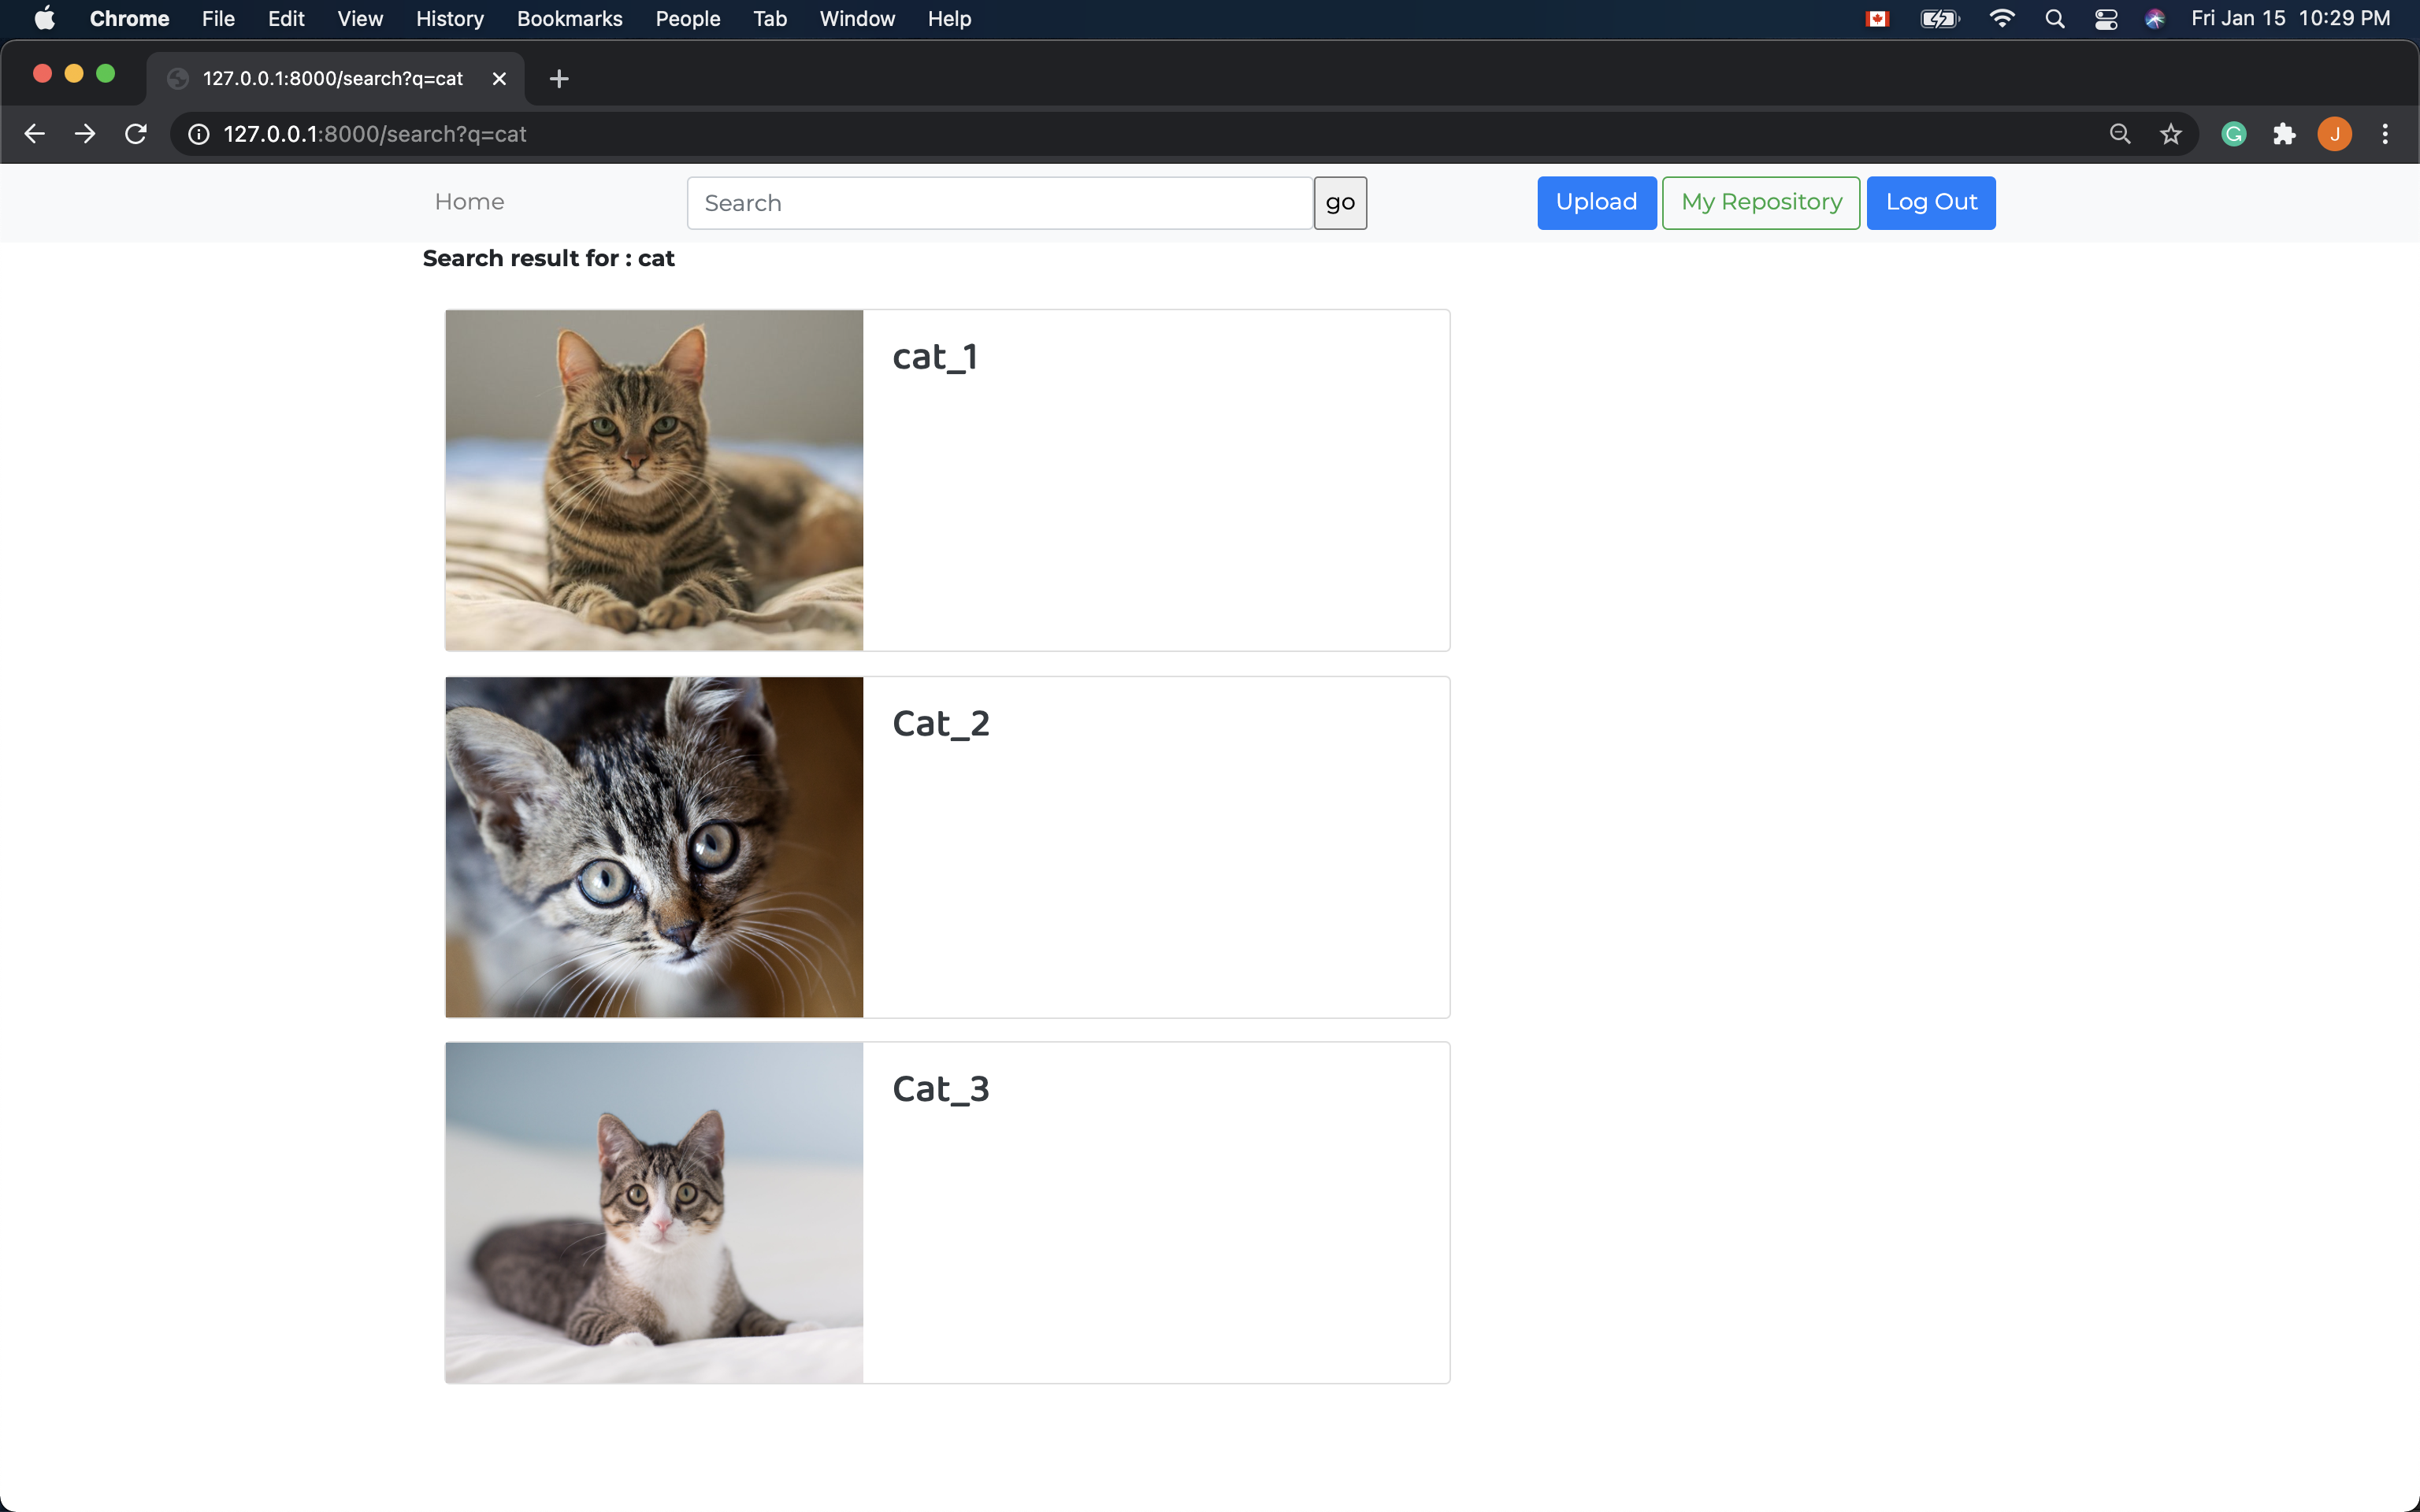 Chrome File Edit View History Bookmarks People Tab Window Help Fri Jan 15 10:29 PM
127.0.0.1:8000/search?q=cat
127.0.0.1:8000/search?q=cat J
Home Search go Upload My Repository Log Out
Search result for : cat
cat_1
Cat_2
Cat_3